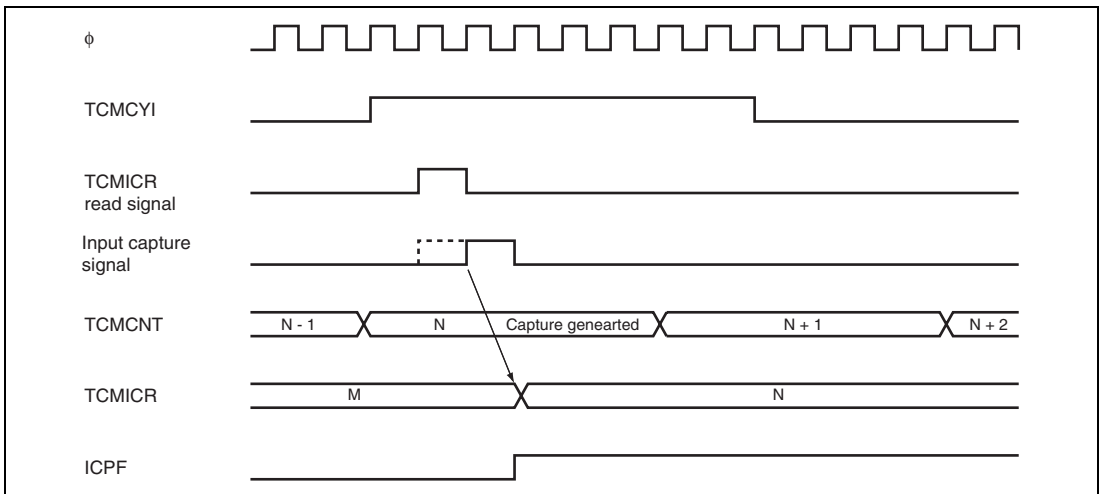 ϕ
TCMCYI
TCMICR
read signal
Input capture
signal
TCMCNT
N - 1
N
Capture genearted
N + 1
N + 2
TCMICR
M
N
ICPF